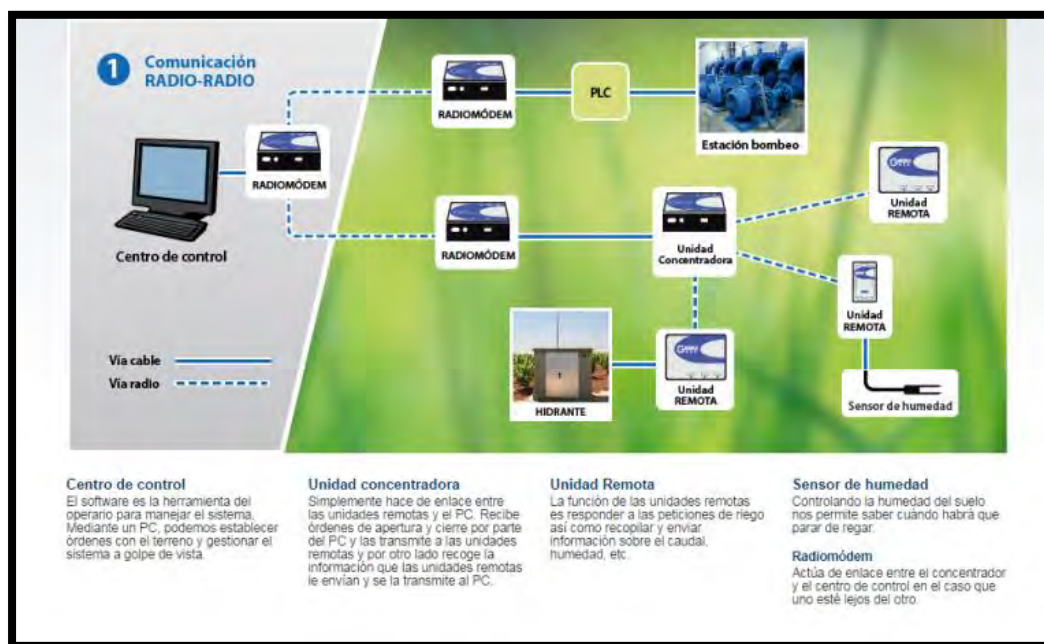 1
Comunicación
RADIO-RADIO
RADIOMÓDEM
PLC
Estación bombeo
RADIOMÓDEM
Centro de control
RADIOMÓDEM
Unidad
Concentradora
Unidad
REMOTA
Unidad
REMOTA
Vía cable
Vía radio
HIDRANTE
Unidad
REMOTA
Sensor de humedad
Centro de control
El software es la herramienta del
operario para manejar el sistema.
Mediante un PC, podemos establecer
órdenes con el terreno y gestionar el
sistema a golpe de vista.
Unidad concentradora
Simplemente hace de enlace entre
las unidades remotas y el PC. Recibe
órdenes de apertura y cierre por parte
del PC y las transmite a las unidades
remotas y por otro lado recoge la
información que las unidades remotas
le envían y se la transmite al PC.
Unidad Remota
La función de las unidades remotas
es responder a las peticiones de riego
así como recopilar y enviar
información sobre el caudal,
humedad, etc.
Sensor de humedad
Controlando la humedad del suelo
nos permite saber cuándo habrá que
parar de regar.
Radiomódem
Actúa de enlace entre el concentrador
y el centro de control en el caso que
uno esté lejos del otro.